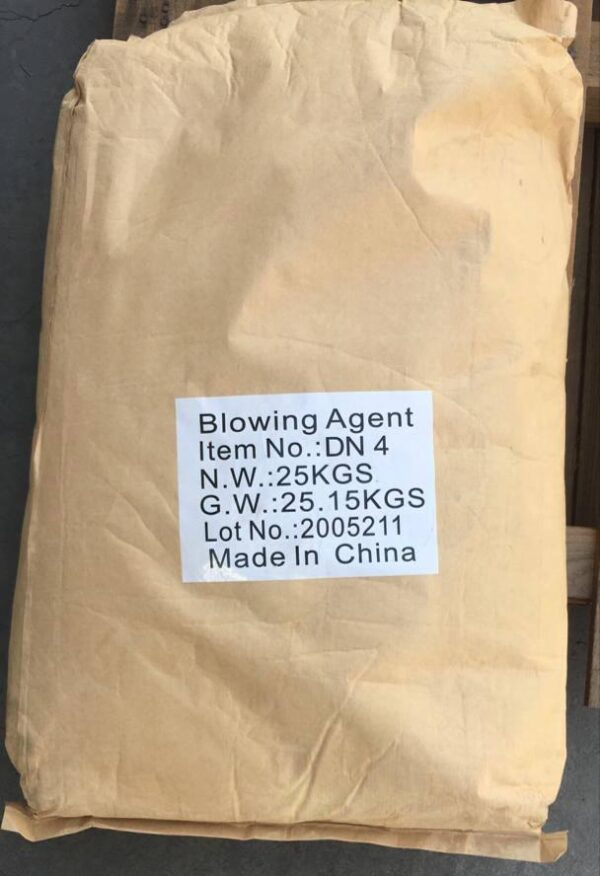 Blowing Agent
Item No.:DN 4
N.W.:25KGS
G.W.:25.15KGS
Lot No.:2005211
Made In China